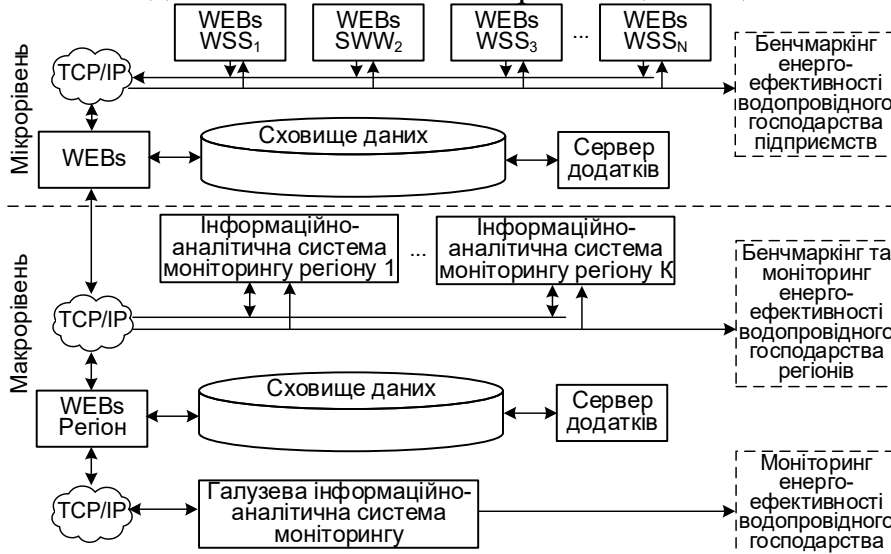 WEBs
WSS1
WEBs
SWW2
WEBs
WSS3
...
WEBs
WSSN
TCP/IP
Бенчмаркінг
енерго-
ефективності
водопровідного
господарства
підприємств
Мікрорівень
WEBs
Сховище даних
Сервер
додатків
Інформаційно-
аналітична система
моніторингу регіону 1
...
Інформаційно-
аналітична система
моніторингу регіону К
Бенчмаркінг та
моніторинг
енерго-
ефективності
водопровідного
господарства
регіонів
TCP/IP
Макрорівень
WEBs
Регіон
Сховище даних
Сервер
додатків
TCP/IP
Галузева інформаційно-
аналітична система
моніторингу
Моніторинг
енерго-
ефективності
водопровідного
господарства